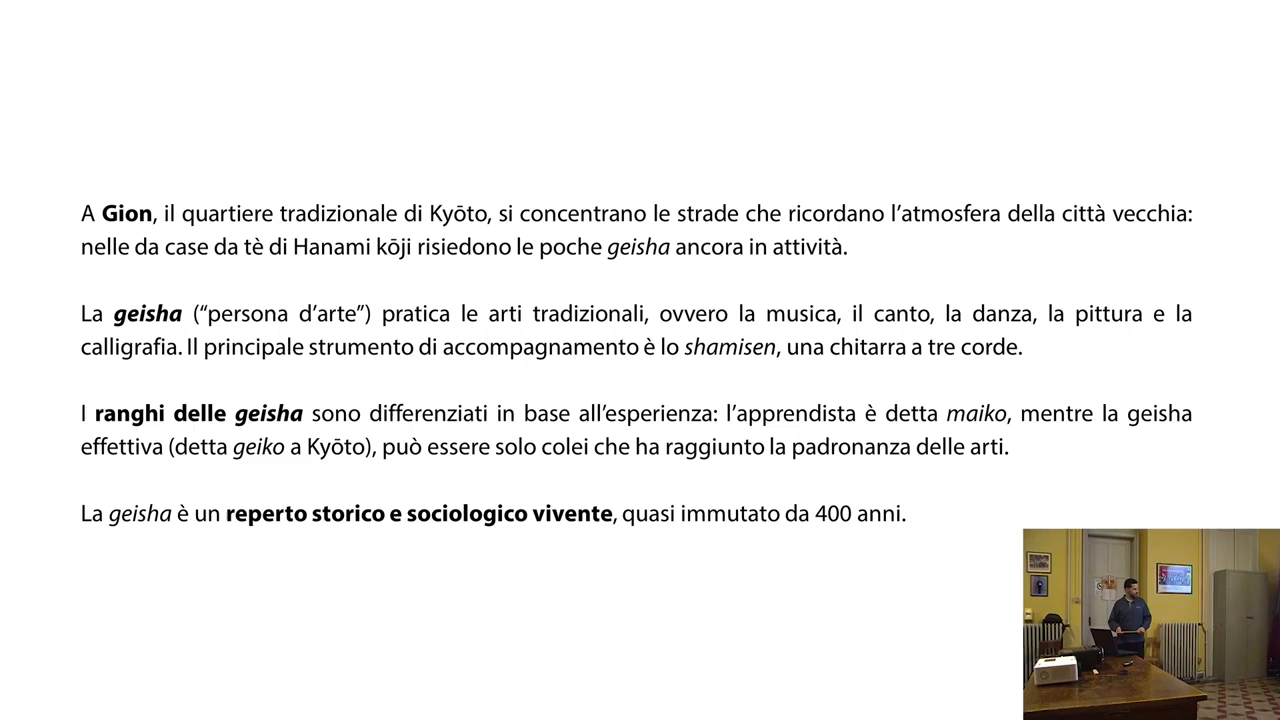 A Gion, il quartiere tradizionale di Kyōto, si concentrano le strade che ricordano l’atmosfera della città vecchia:
nelle da case da tè di Hanami kōji risiedono le poche geisha ancora in attività.
La geisha (“persona d’arte”) pratica le arti tradizionali, ovvero la musica, il canto, la danza, la pittura e la
calligrafia. Il principale strumento di accompagnamento è lo shamisen, una chitarra a tre corde.
I ranghi delle geisha sono differenziati in base all’esperienza: l’apprendista è detta maiko, mentre la geisha
effettiva (detta geiko a Kyōto), può essere solo colei che ha raggiunto la padronanza delle arti.
La geisha è un reperto storico e sociologico vivente, quasi immutato da 400 anni.